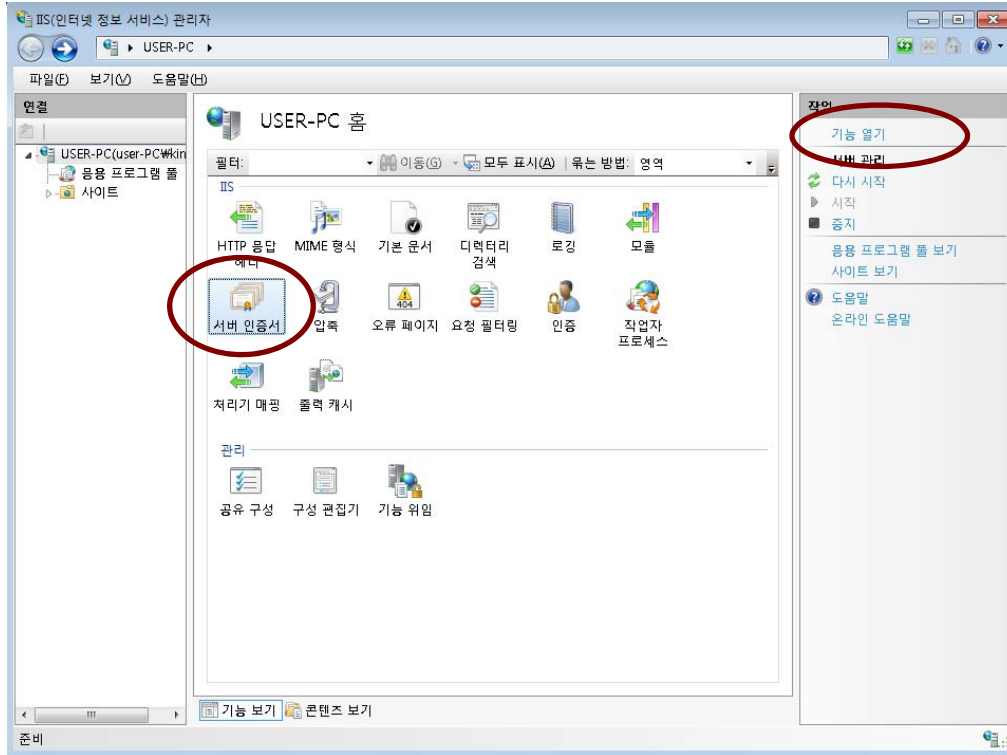 IIS(인터넷 정보 서비스) 관리자
USER-PC
파일(F) 보기(V) 도움말(H)
연결
USER-PC(user-PC₩kin
응용 프로그램 풀
사이트
USER-PC 홈
필터: 이동(G) 모두 표시(A) 묶는 방법: 영역
IIS
HTTP 응답 MIME 형식 기본 문서 디렉터리 로깅 모듈
헤더 검색
서버 인증서 압축 오류 페이지 요청 필터링 인증 작업자
404
프로세스
처리기 매핑 출력 캐시
관리
공유 구성 구성 편집기 기능 위임
기능 보기 콘텐츠 보기
작업
기능 열기
서버 관리
다시 시작
시작
중지
응용 프로그램 풀 보기
사이트 보기
도움말
온라인 도움말
준비